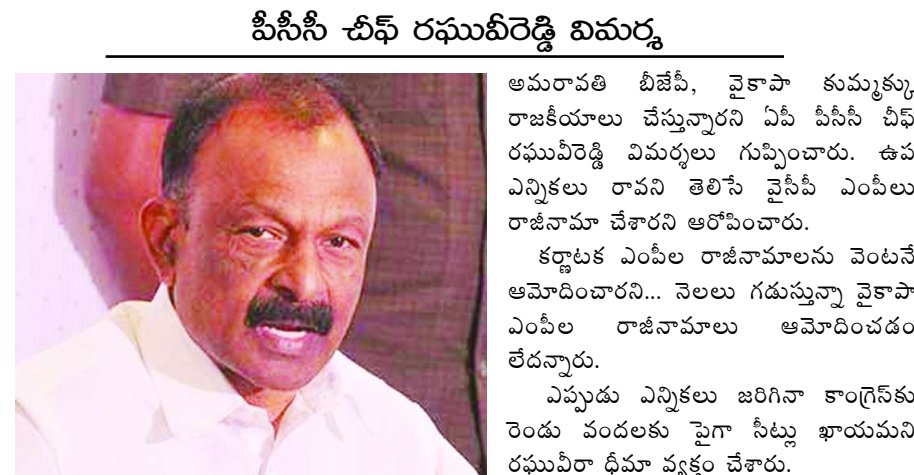 పీసీసీ చీఫ్ రఘువీరెడ్డి విమర్శ
అమరావతి బీజేపీ, వైకాపా కుమ్మక్కు
రాజకీయాలు చేస్తున్నారని ఏపీ పీసీసీ చీఫ్
రఘువీరెడ్డి విమర్శలు గుప్పించారు. ఉప
ఎన్నికలు రావని తెలిసే వైసీపీ ఎంపీలు
రాజీనామా చేశారని ఆరోపించారు.
కర్ణాటక ఎంపీల రాజీనామాలను వెంటనే
ఆమోదించారని... నెలలు గడుస్తున్నా వైకాపా
ఎంపీల రాజీనామాలు ఆమోదించడం
లేదన్నారు.
ఎప్పుడు ఎన్నికలు జరిగినా కాంగ్రెస్‌కు
రెండు వందలకు పైగా సీట్లు ఖాయమని
రఘువీరా ధీమా వ్యక్తం చేశారు.